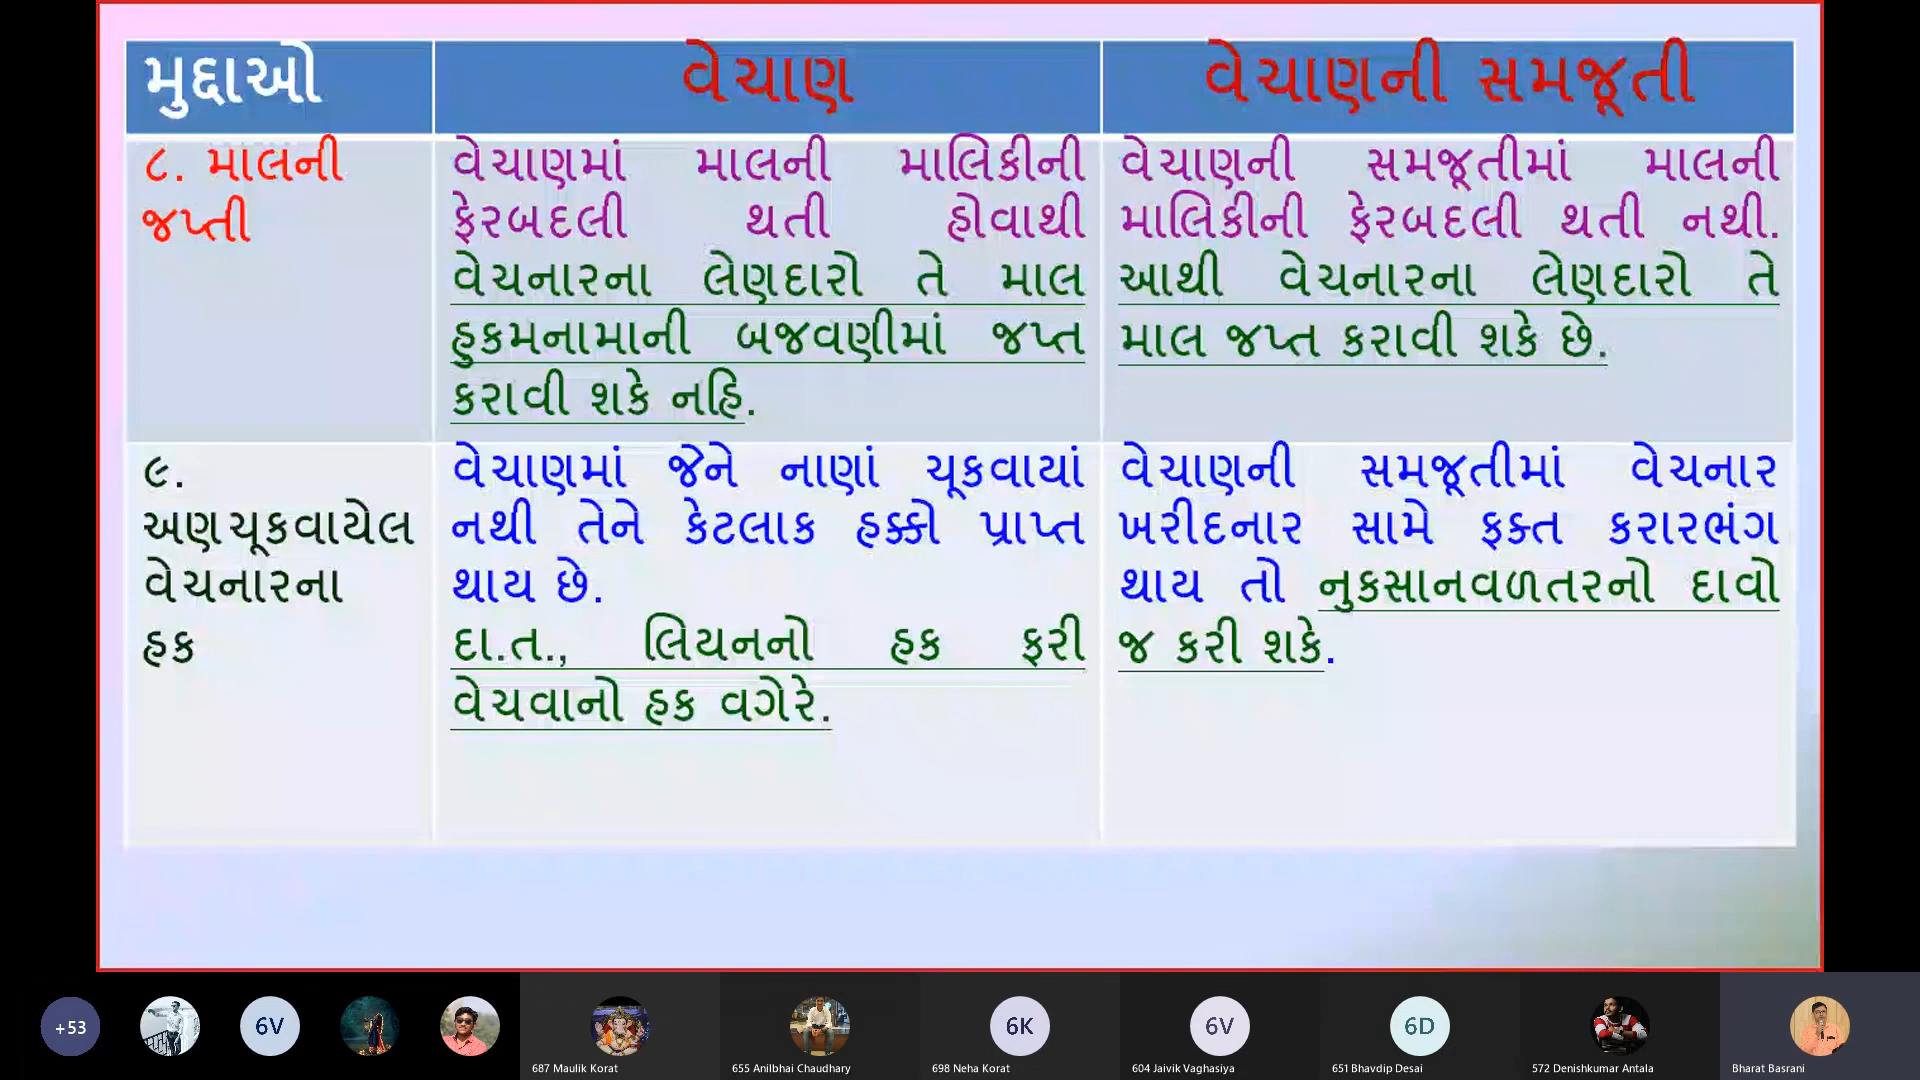 મુદ્દાઓ
વેચાણ
વેચાણની સમજૂતી
૮. માલની
જપ્તી
વેચાણમાં માલની માલિકીની
ફેરબદલી થતી હોવાથી
વેચનારના લેણદારો તે માલ
હુકમનામાની બજવણીમાં જપ્ત
કરાવી શકે નહિ.
વેચાણની સમજૂતીમાં માલની
માલિકીની ફેરબદલી થતી નથી.
આથી વેચનારના લેણદારો તે
માલ જપ્ત કરાવી શકે છે.
૯.
અણચૂકવાયેલ
વેચનારના
હક
વેચાણમાં જેને નાણાં ચૂકવાયાં
નથી તેને કેટલાક હક્કો પ્રાપ્ત
થાય છે.
દા.ત., લિયનનો હક ફરી
વેચવાનો હક વગેરે.
વેચાણની સમજૂતીમાં વેચનાર
ખરીદનાર સામે ફક્ત કરારભંગ
થાય તો નુકસાનવળતરનો દાવો
જ કરી શકે.
+53
6V
6K
6V
6D
687 Maulik Korat
655 Anilbhai Chaudhary
698 Neha Korat
604 Jaivik Vaghasiya
651 Bhavdip Desai
572 Denishkumar Antala
Bharat Basrani